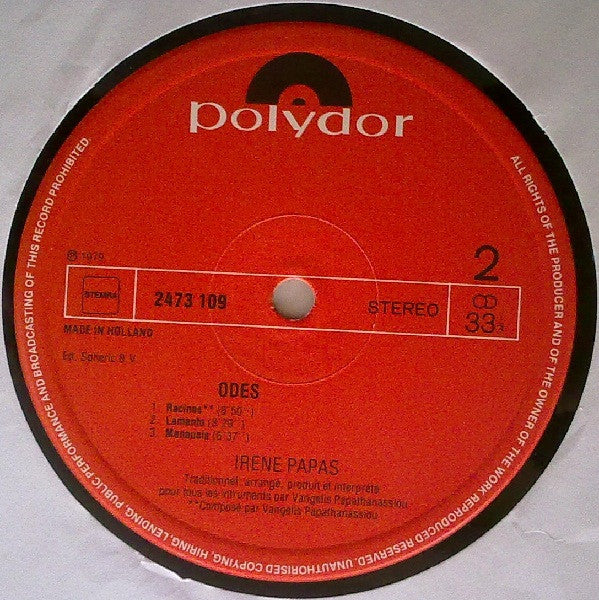 polydor
ALL RIGHTS OF THE PRODUCER AND OF THE OWNER OF THE WORK REPRODUCED RESERVED. UNAUTHORISED COPYING, HIRING, LENDING, PUBLIC PERFORMANCE AND BROADCASTING OF THIS RECORD PROHIBITED.
℗ 1979
2
STEMRA
2473 109
STEREO
33
MADE IN HOLLAND
Ep. Spheric B.V.
ODES
1. Racines**
2. Lamento
3. Menousis
IRENE PAPAS
Traditionnel, arrangé, produit et interprété
pour tous les instruments par Vangelis Papathanassiou
**Composé par Vangelis Papathanassiou